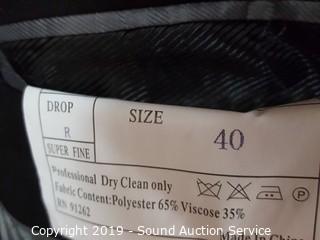 DROP
SIZE
R
40
SUPER FINE
Professional Dry Clean only
Fabric Content:Polyester 65% Viscose 35%
RN 91262
Made in China
P
Copyright 2019 - Sound Auction Service